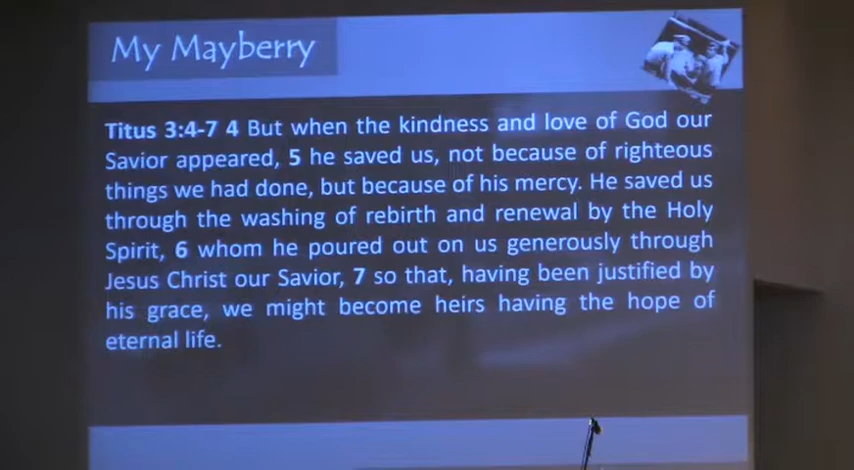 My Mayberry
Titus 3:4-7 4 But when the kindness and love of God our
Savior appeared, 5 he saved us, not because of righteous
things we had done, but because of his mercy. He saved us
through the washing of rebirth and renewal by the Holy
Spirit, 6 whom he poured out on us generously through
Jesus Christ our Savior, 7 so that, having been justified by
his grace, we might become heirs having the hope of
eternal life.